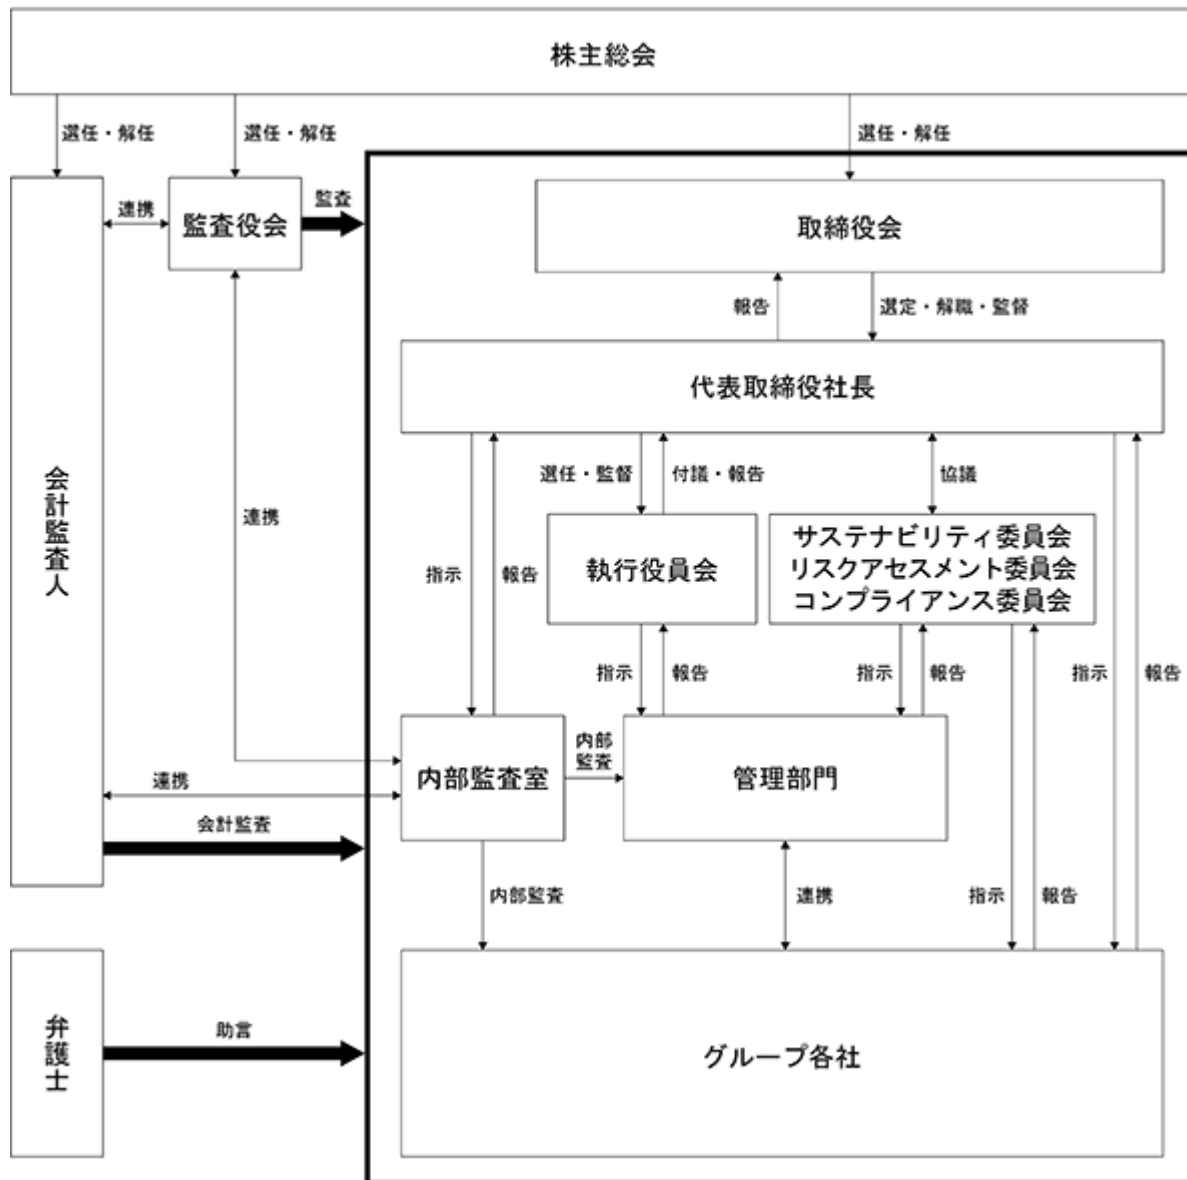 株主総会
選任・解任
選任・解任
選任・解任
連携
監査役会
監査
取締役会
報告
選定・解職・監督
代表取締役社長
会計監査人
連携
選任・監督
付議・報告
協議
指示
報告
執行役員会
サステナビリティ委員会
リスクアセスメント委員会
コンプライアンス委員会
指示
報告
指示
報告
指示
報告
内部監査室
内部
監査
管理部門
連携
会計監査
内部監査
連携
指示
報告
弁護士
助言
グループ各社